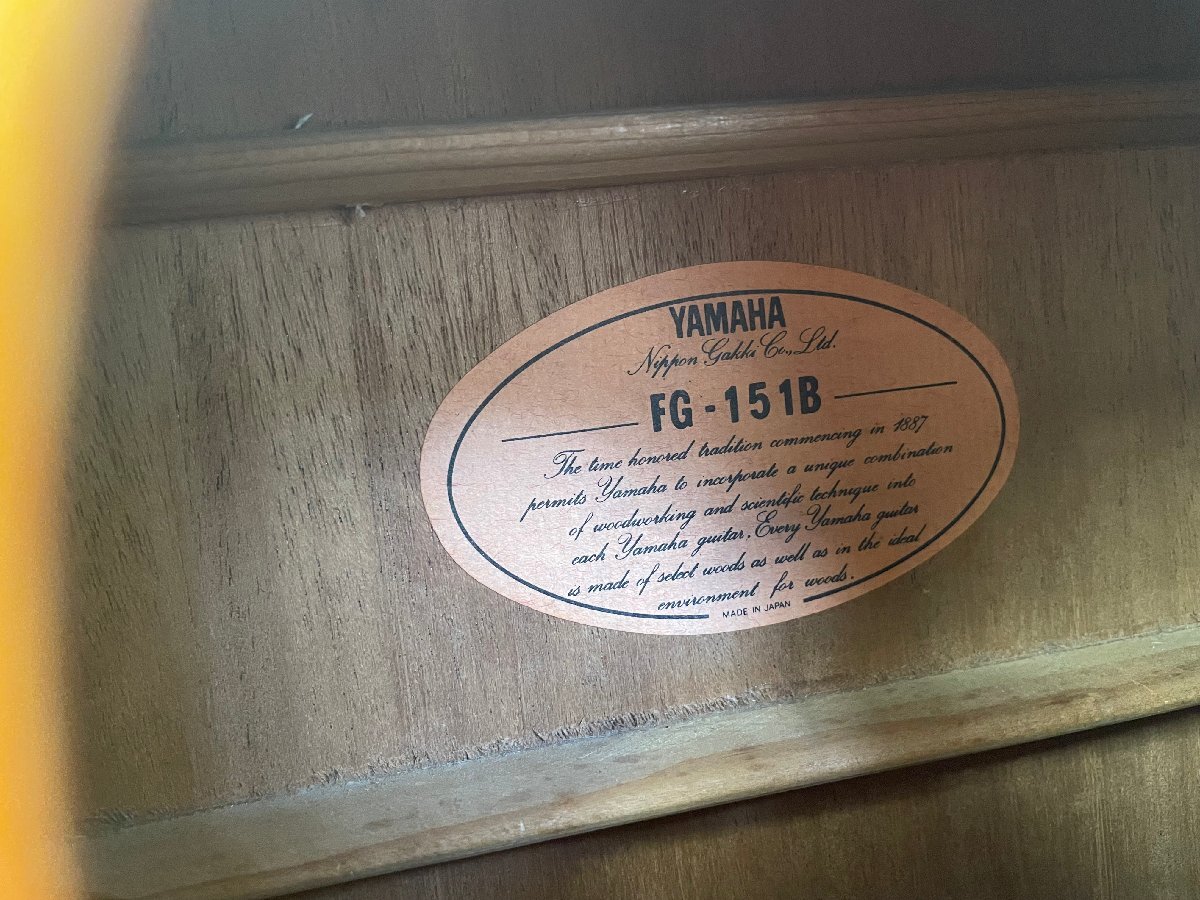 YAMAHA
Nippon Gakki Co., Ltd.
FG-151B
The time honored tradition commencing in 1887
permits Yamaha to incorporate a unique combination
of woodworking and scientific technique into
each Yamaha guitar. Every Yamaha guitar
is made of select woods as well as in the ideal
environment for woods.
MADE IN JAPAN